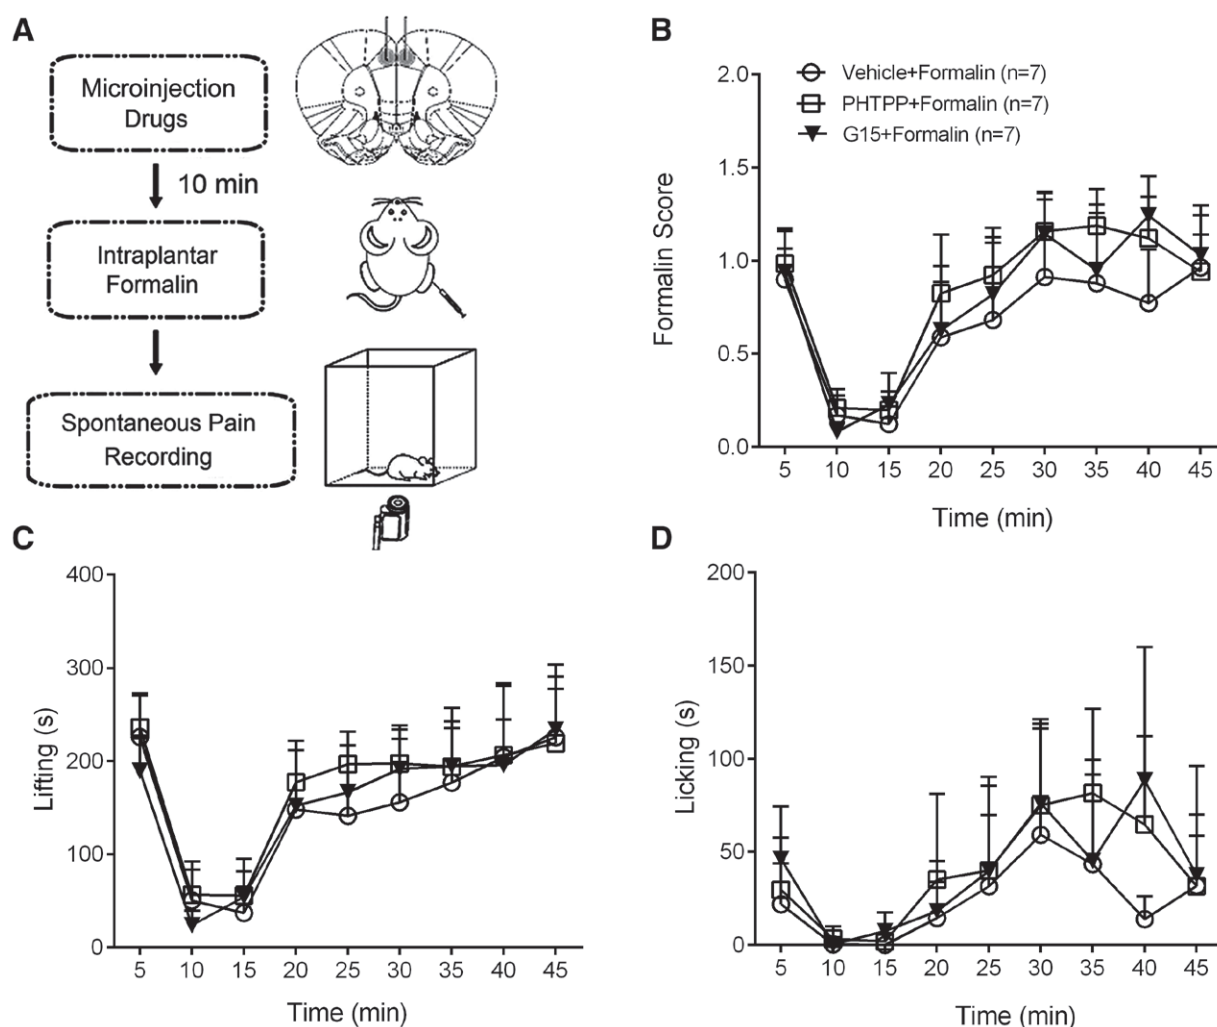 A
Microinjection
Drugs
10 min
Intraplantar
Formalin
Spontaneous Pain
Recording
B
Vehicle+Formalin (n=7)
PHTPP+Formalin (n=7)
G15+Formalin (n=7)
Formalin Score
2.0
1.5
1.0
0.5
0.0
5 10 15 20 25 30 35 40 45
Time (min)
C
Lifting (s)
400
300
200
100
0
5 10 15 20 25 30 35 40 45
Time (min)
D
Licking (s)
200
150
100
50
0
5 10 15 20 25 30 35 40 45
Time (min)